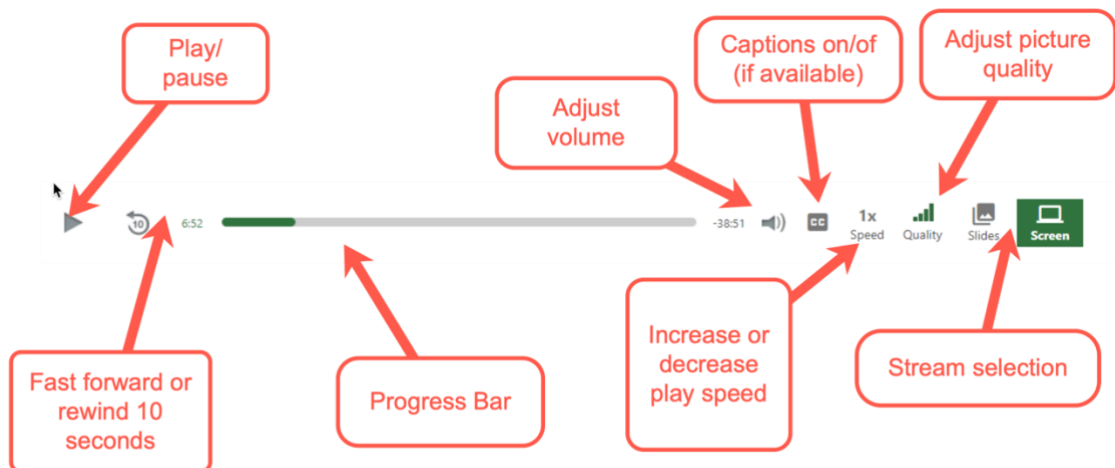 Play/
pause
Captions on/of
(if available)
Adjust picture
quality
Adjust
volume
10
6:52
-38:51
CC
1x
Speed
Quality
Slides
Screen
Fast forward or
rewind 10
seconds
Progress Bar
Increase or
decrease
play speed
Stream selection